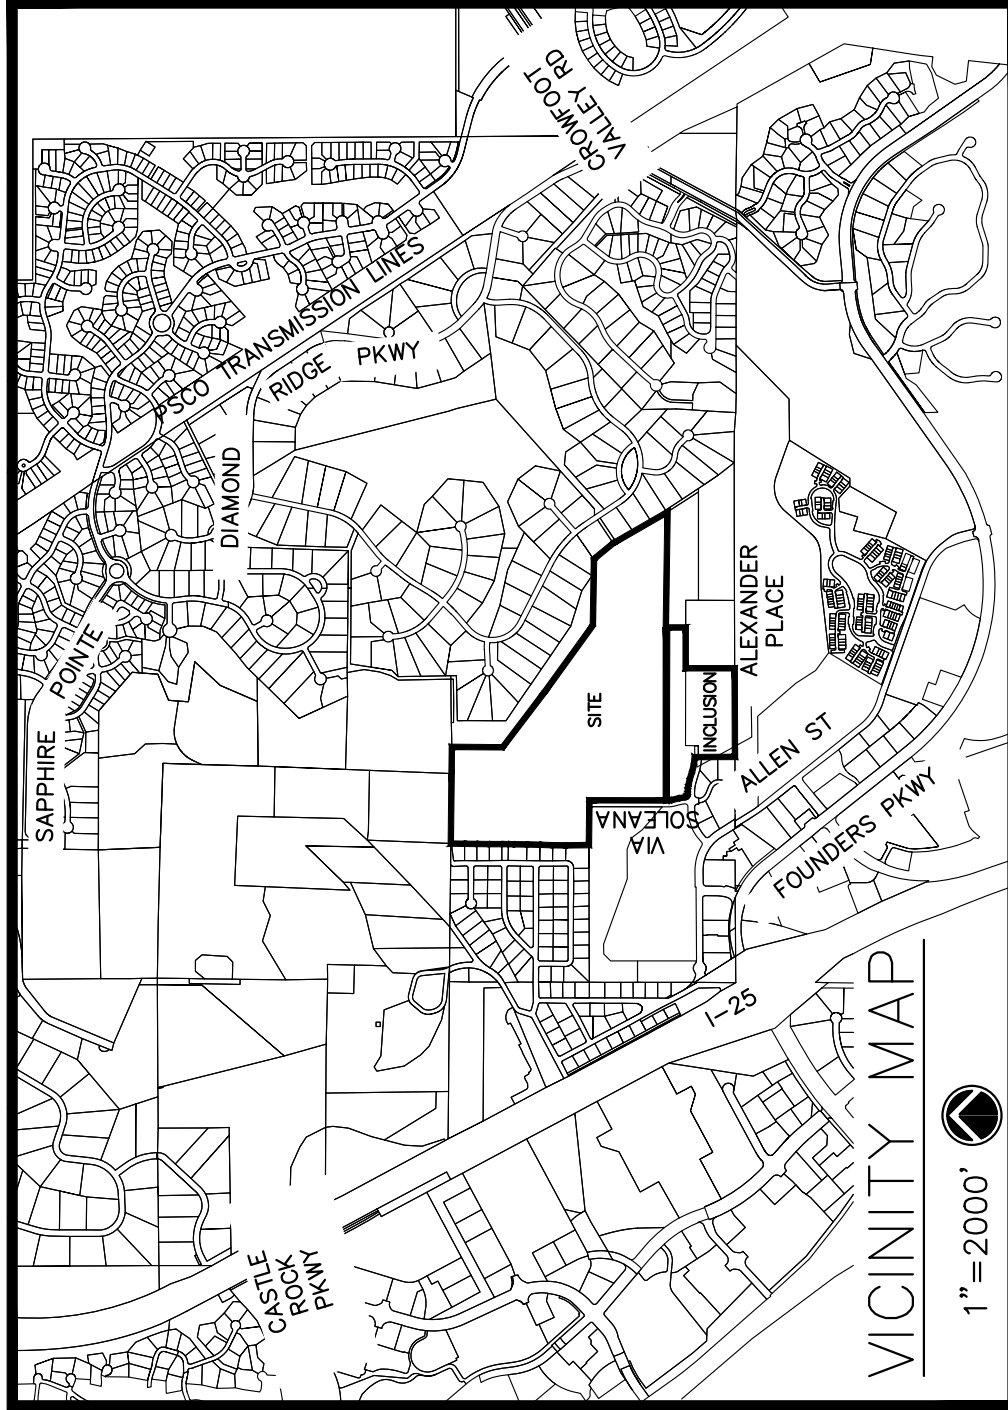 SAPPHIRE
POINTE
DIAMOND
RIDGE PKWY
PSCO TRANSMISSION LINES
CROWFOOT
VALLEY RD
SITE
INCLUSION
ALEXANDER
PLACE
VIA
SOLEANA
ALLEN ST
FOUNDERS PKWY
I-25
CASTLE
ROCK
PKWY
VICINITY MAP
1"=2000'